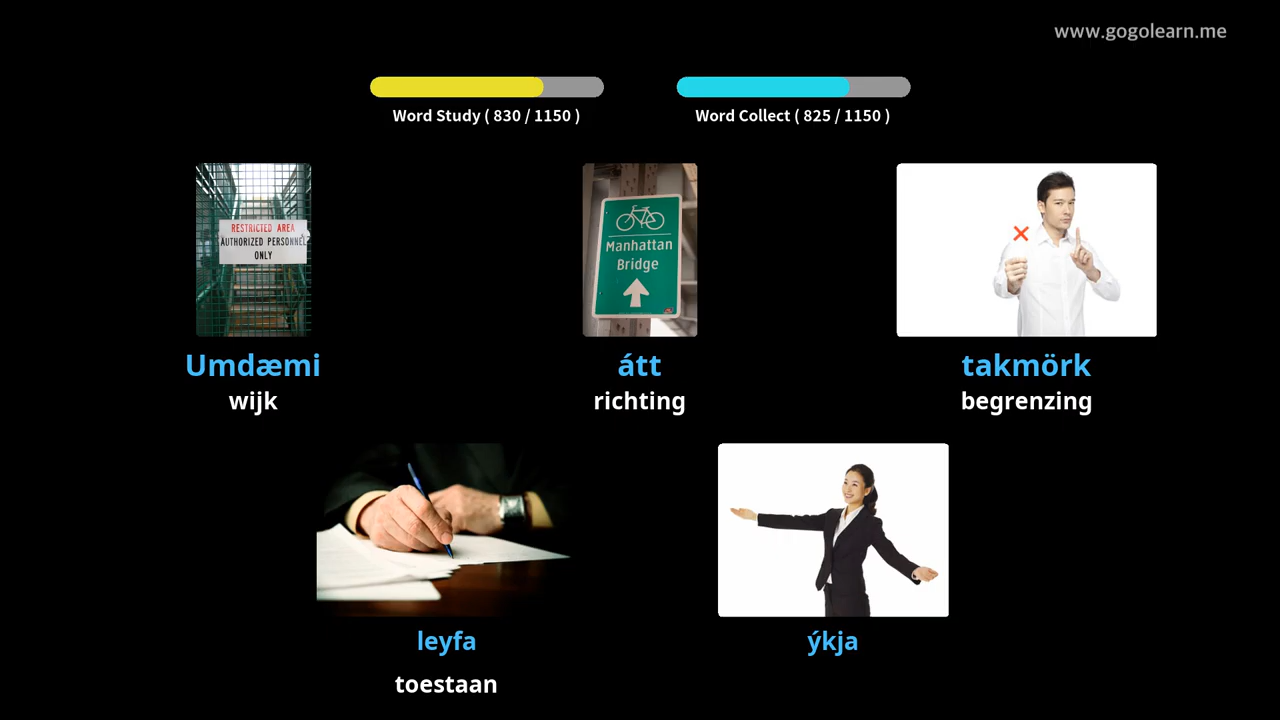 www.gogolearn.me
Word Study ( 830 / 1150 )
Word Collect ( 825 / 1150 )
RESTRICTED AREA
AUTHORIZED PERSONNEL
ONLY
Manhattan
Bridge
Umdæmi
átt
takmörk
wijk
richting
begrenzing
leyfa
ýkja
toestaan